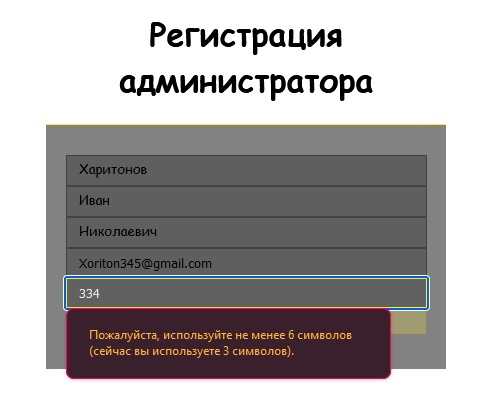 Регистрация
администратора
Харитонов
Иван
Николаевич
Xoriton345@gmail.com
334
Пожалуйста, используйте не менее 6 символов
(сейчас вы используете 3 символов).